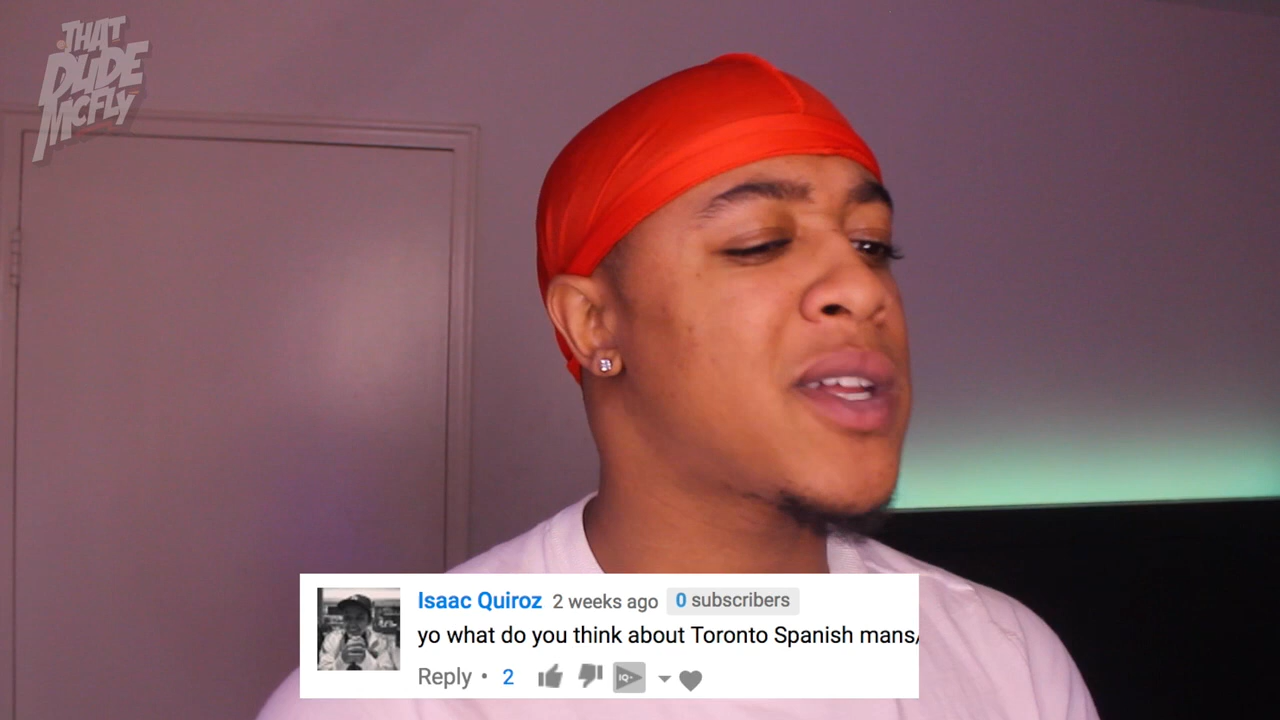 THAT
DUDE
MCFLY
Isaac Quiroz 2 weeks ago 0 subscribers
yo what do you think about Toronto Spanish mans/
Reply • 2 IQ